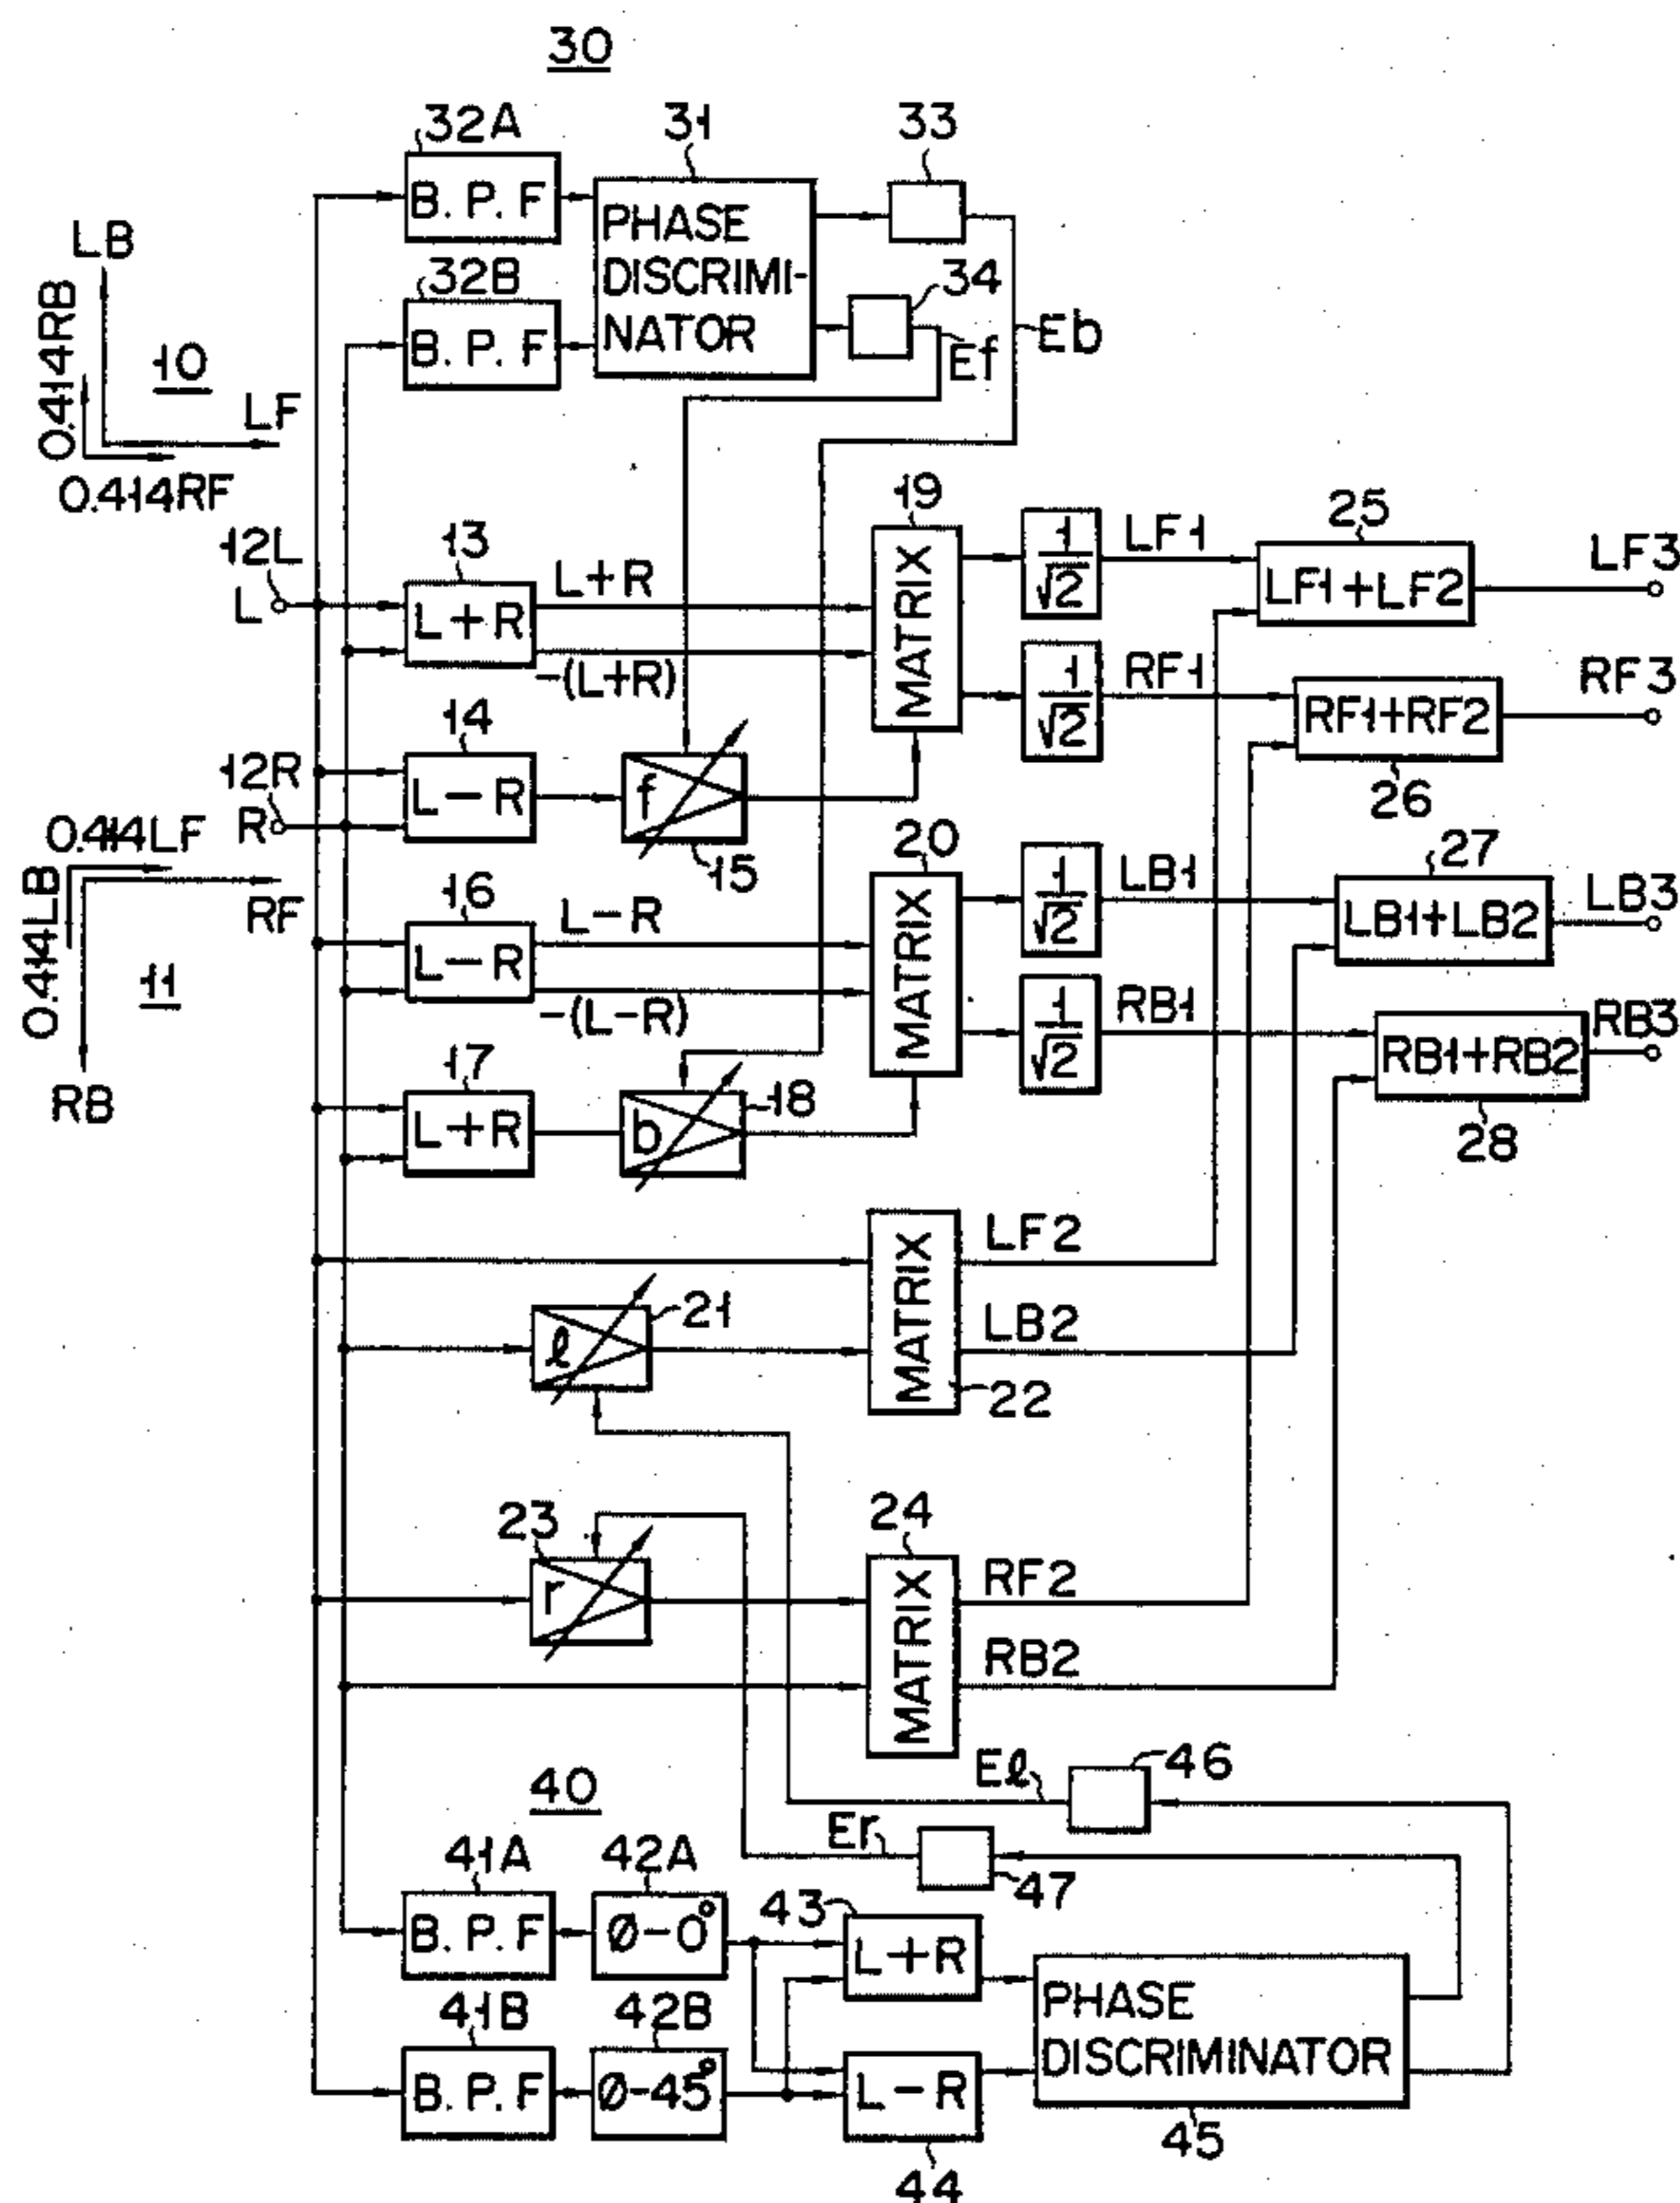 30
32A
31
33
B. P. F
PHASE
DISCRIMI-
NATOR
34
32B
B. P. F
Ef
Eb
LB
0.414RB
10
LF
0.414RF
12L
L
13
L+R
L+R
-(L+R)
19
MATRIX
1
√2
LF1
25
LF1+LF2
LF3
1
√2
RF1
RF1+RF2
26
RF3
14
L-R
f
15
12R
R
0.414LF
0.414LB
RF
11
RB
16
L-R
L-R
-(L-R)
20
MATRIX
1
√2
LB1
27
LB1+LB2
LB3
1
√2
RB1
RB1+RB2
28
RB3
17
L+R
b
18
MATRIX
22
LF2
LB2
ℓ
21
23
r
24
MATRIX
RF2
RB2
40
Eℓ
46
Er
47
41A
B. P. F
42A
Ø-0°
43
L+R
41B
B. P. F
42B
Ø-45°
L-R
44
PHASE
DISCRIMINATOR
45